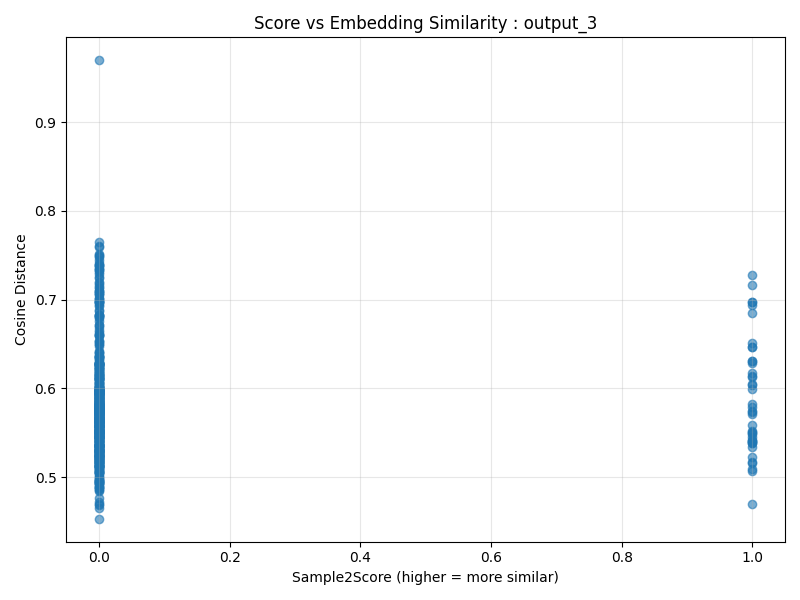 Score vs Embedding Similarity : output_3
Cosine Distance
0.9
0.8
0.7
0.6
0.5
0.0 0.2 0.4 0.6 0.8 1.0
Sample2Score (higher = more similar)